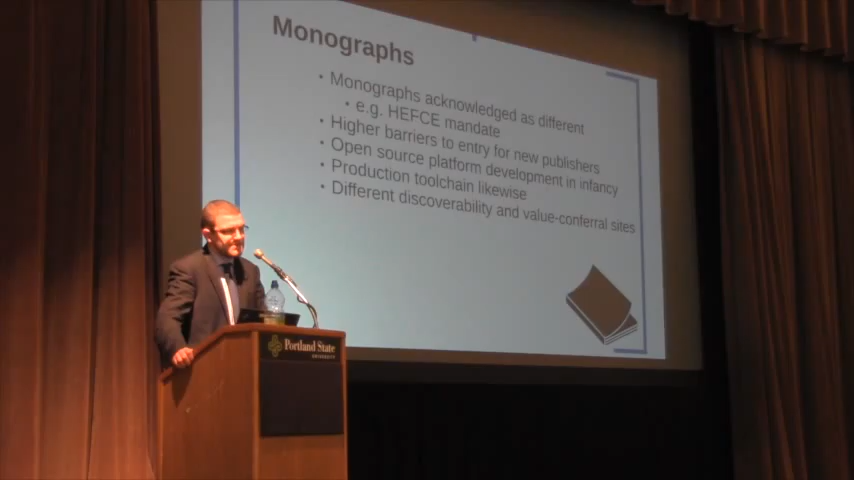 Monographs
• Monographs acknowledged as different
• e.g. HEFCE mandate
• Higher barriers to entry for new publishers
• Open source platform development in infancy
• Production toolchain likewise
• Different discoverability and value-conferral sites
Portland State
UNIVERSITY